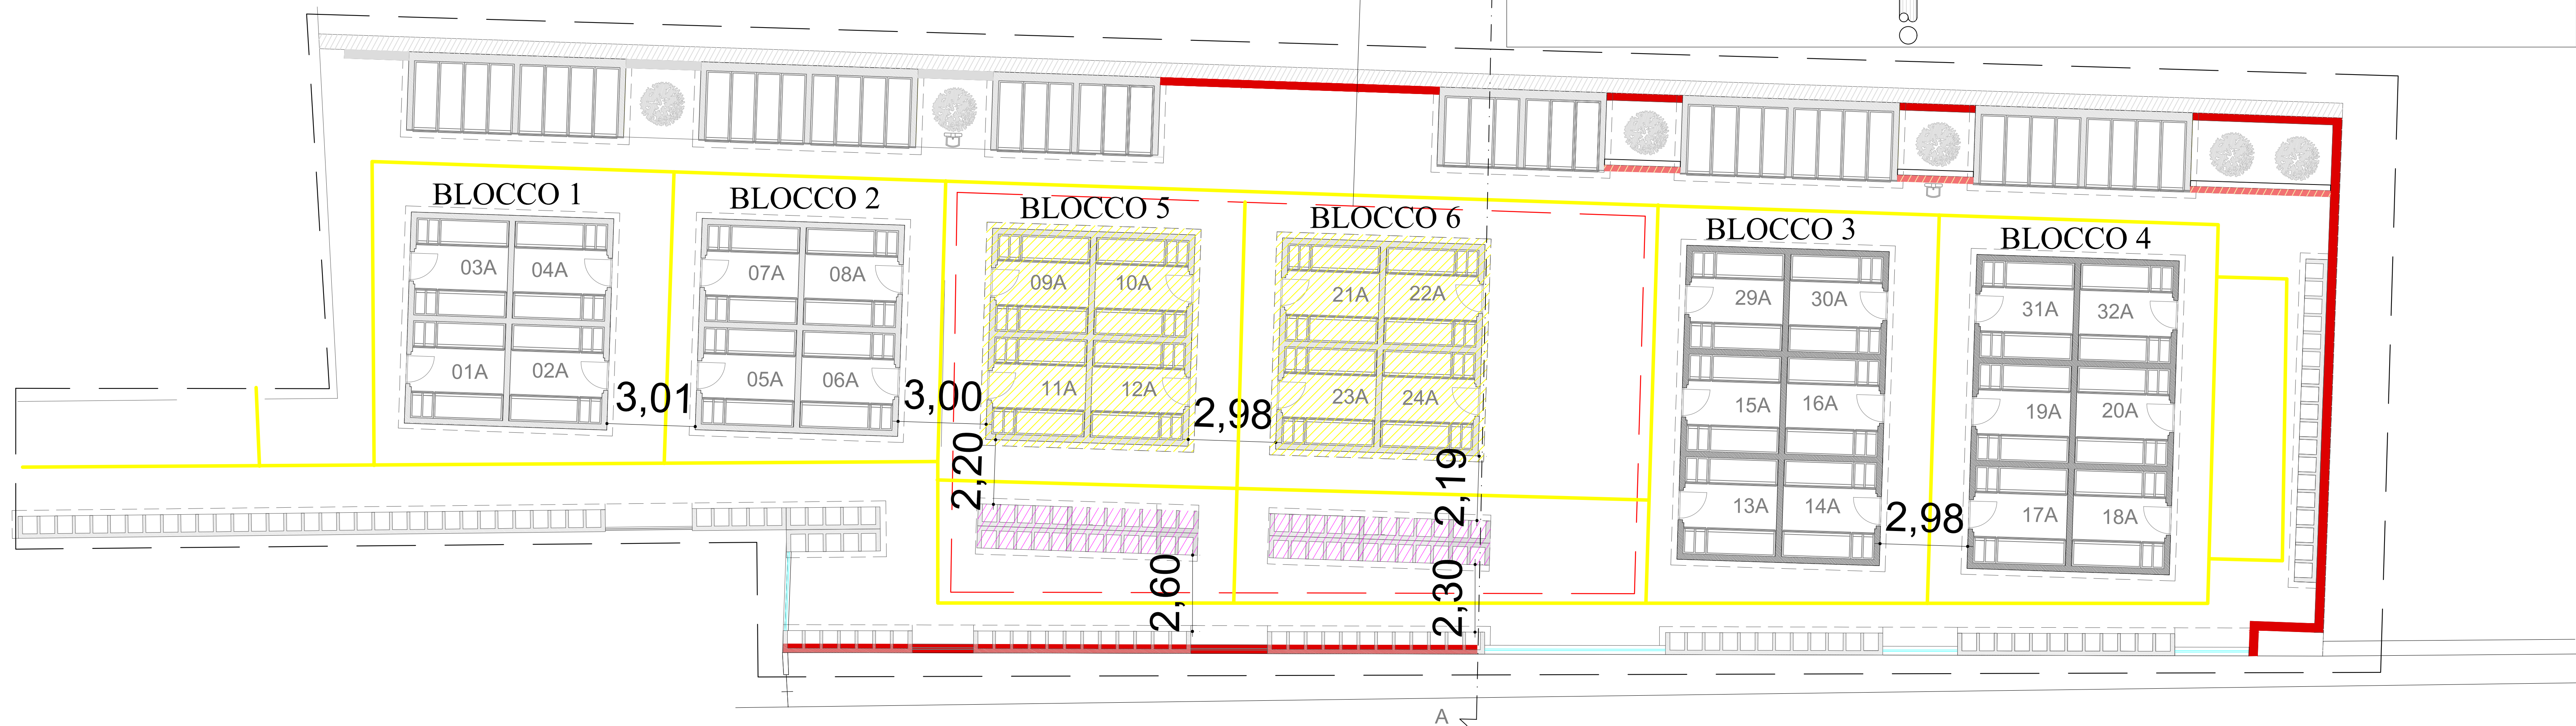 BLOCCO 1
BLOCCO 2
BLOCCO 5
BLOCCO 6
BLOCCO 3
BLOCCO 4
03A
04A
01A
02A
3,01
07A
08A
05A
06A
3,00
09A
10A
11A
12A
2,98
2,20
2,60
21A
22A
23A
24A
2,19
2,30
29A
30A
15A
16A
13A
14A
2,98
31A
32A
19A
20A
17A
18A
A